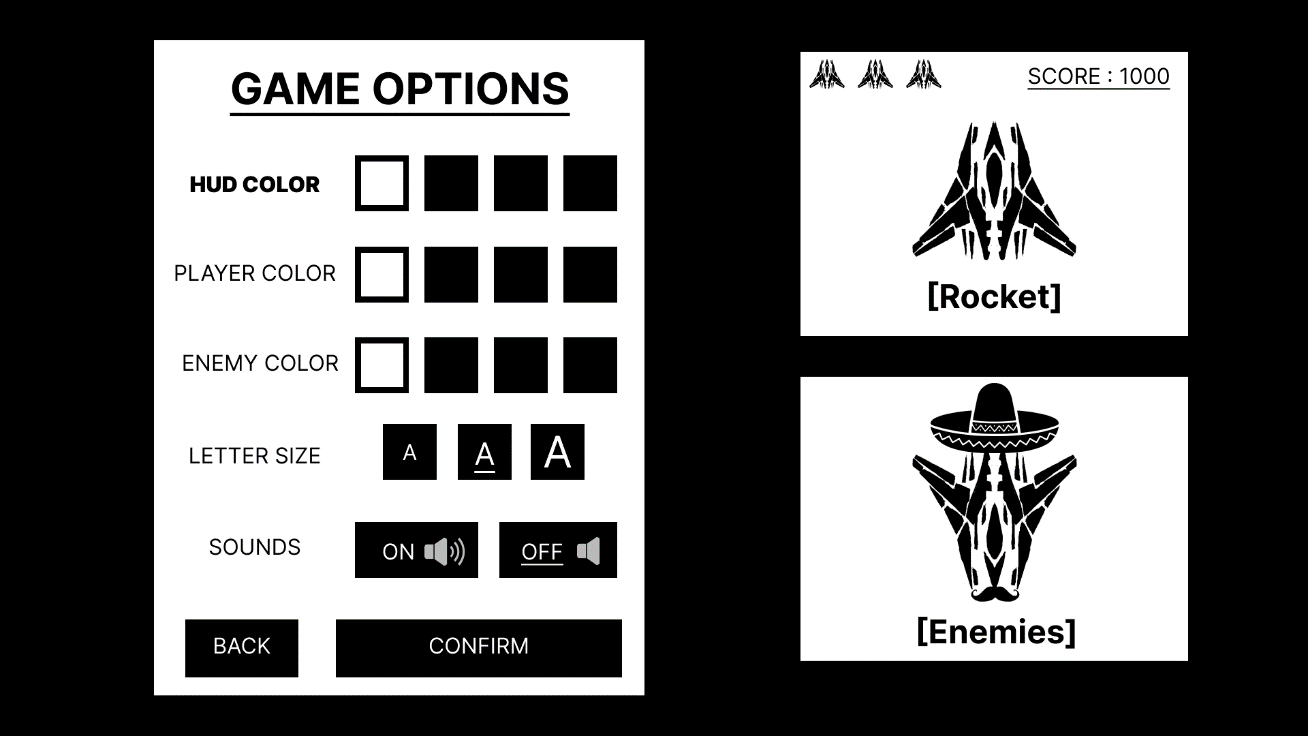 GAME OPTIONS
HUD COLOR
PLAYER COLOR
ENEMY COLOR
LETTER SIZE
A A A
SOUNDS
ON OFF
BACK CONFIRM
SCORE : 1000
[Rocket]
[Enemies]